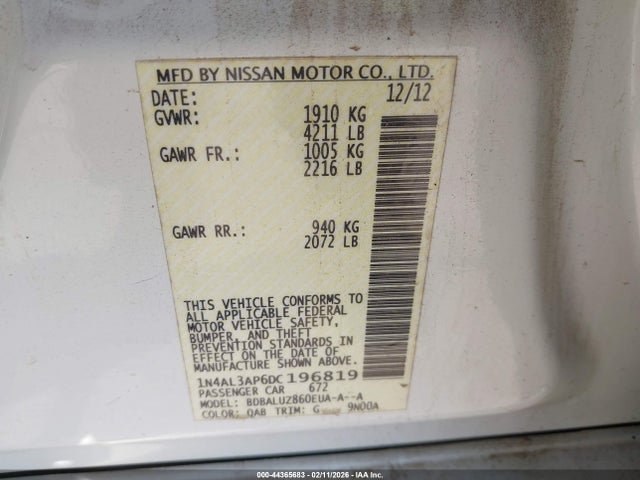 MFD BY NISSAN MOTOR CO., LTD.
DATE: 12/12
GVWR: 1910 KG
4211 LB
GAWR FR.: 1005 KG
2216 LB
GAWR RR.: 940 KG
2072 LB
THIS VEHICLE CONFORMS TO
ALL APPLICABLE FEDERAL
MOTOR VEHICLE SAFETY,
BUMPER, AND THEFT
PREVENTION STANDARDS IN
EFFECT ON THE DATE OF
MANUFACTURE SHOWN ABOVE.
1N4AL3AP6DC196819
PASSENGER CAR 672
MODEL: BDBALUZ860EUA-A--A
COLOR: QAB TRIM: G 9N00A
000-44365683 - 02/11/2026 - IAA Inc.